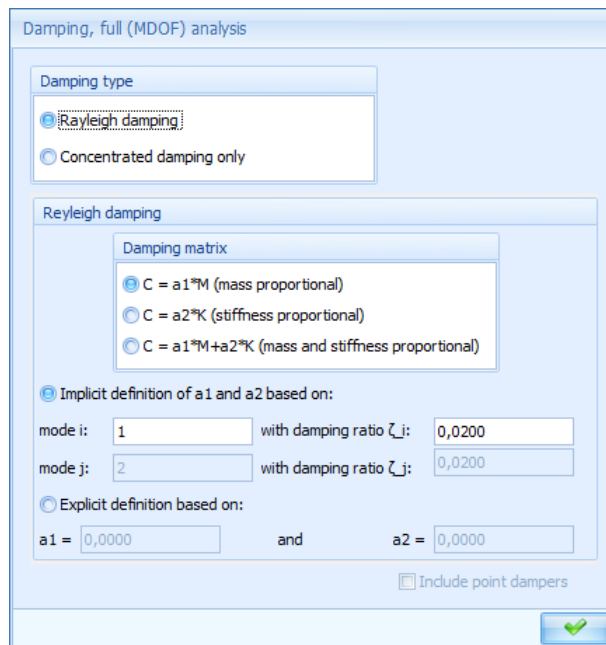 Damping, full (MDOF) analysis
Damping type
Rayleigh damping
Concentrated damping only
Reyleigh damping
Damping matrix
C = a1*M (mass proportional)
C = a2*K (stiffness proportional)
C = a1*M+a2*K (mass and stiffness proportional)
Implicit definition of a1 and a2 based on:
mode i: 1 with damping ratio ζ_i: 0,0200
mode j: 2 with damping ratio ζ_j: 0,0200
Explicit definition based on:
a1 = 0,0000 and a2 = 0,0000
Include point dampers